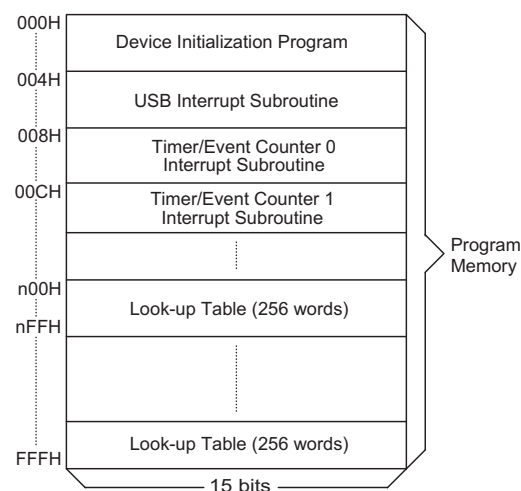 000H
Device Initialization Program
004H
USB Interrupt Subroutine
008H
Timer/Event Counter 0
Interrupt Subroutine
00CH
Timer/Event Counter 1
Interrupt Subroutine
Program
Memory
n00H
Look-up Table (256 words)
nFFH
Look-up Table (256 words)
FFFH
15 bits